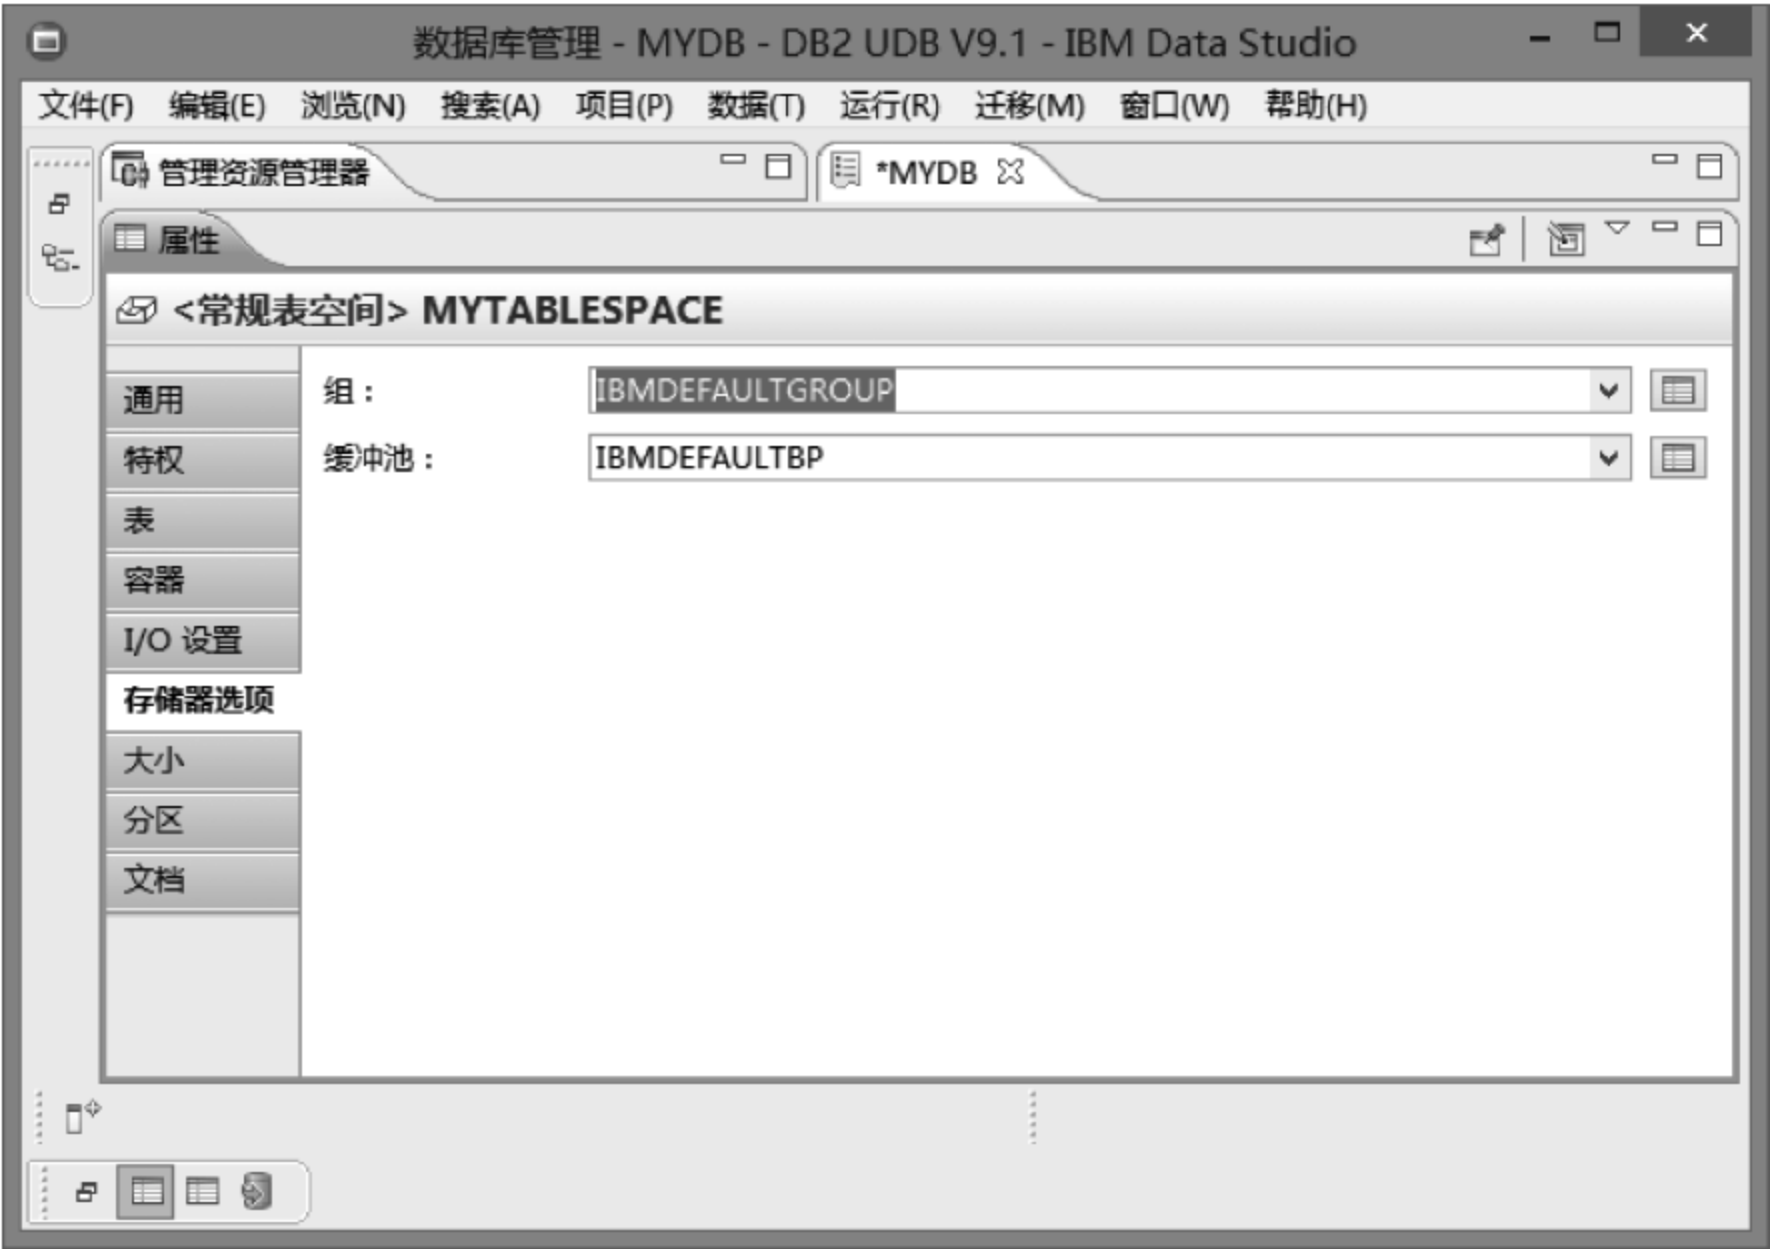 数据库管理 - MYDB - DB2 UDB V9.1 - IBM Data Studio
文件(F) 编辑(E) 浏览(N) 搜索(A) 项目(P) 数据(T) 运行(R) 迁移(M) 窗口(W) 帮助(H)
管理资源管理器 *MYDB
属性
<常规表空间> MYTABLESPACE
通用
特权
表
容器
I/O 设置
存储器选项
大小
分区
文档
组： IBMDEFAULTGROUP
缓冲池： IBMDEFAULTBP